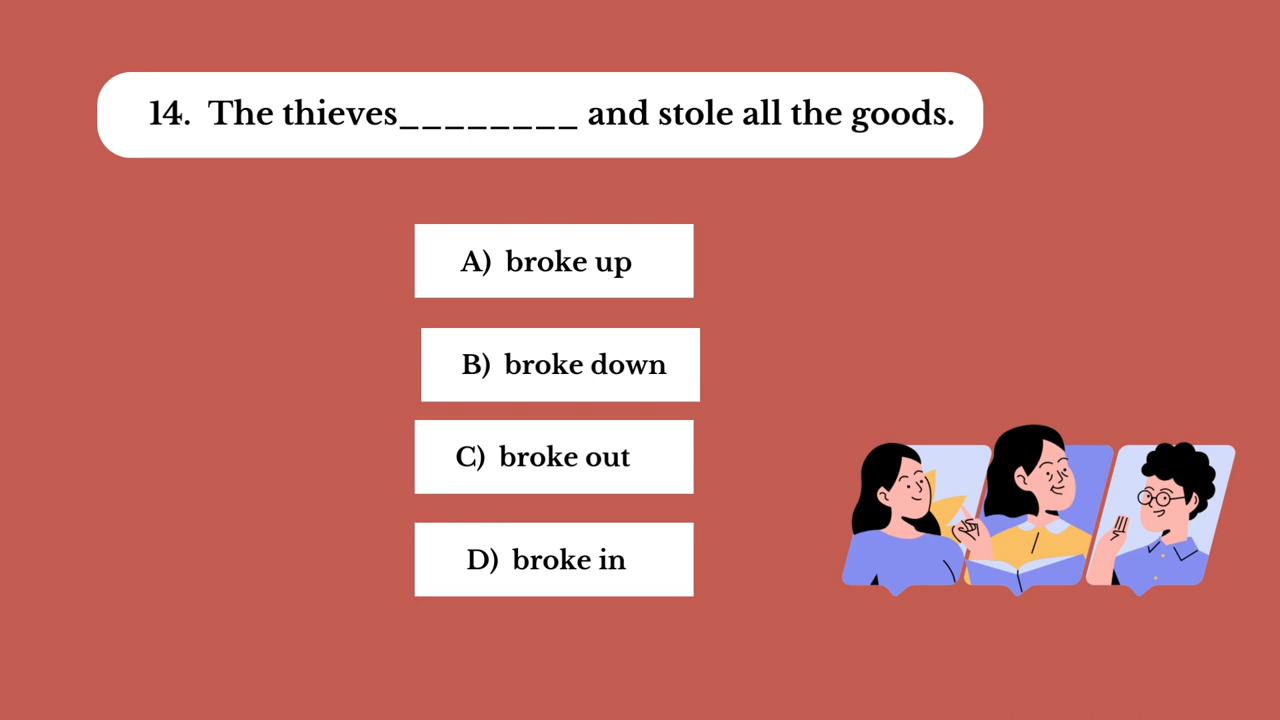 14. The thieves________ and stole all the goods.
A) broke up
B) broke down
C) broke out
D) broke in